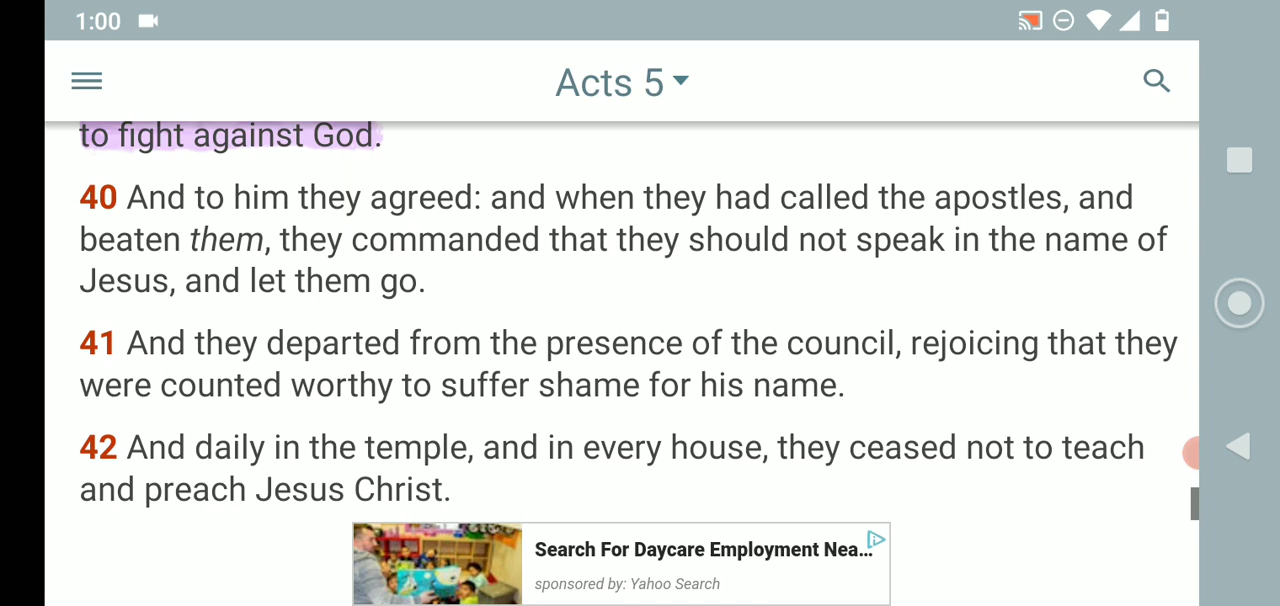 1:00
Acts 5
to fight against God.
40 And to him they agreed: and when they had called the apostles, and
beaten them, they commanded that they should not speak in the name of
Jesus, and let them go.
41 And they departed from the presence of the council, rejoicing that they
were counted worthy to suffer shame for his name.
42 And daily in the temple, and in every house, they ceased not to teach
and preach Jesus Christ.
Search For Daycare Employment Nea...
sponsored by: Yahoo Search